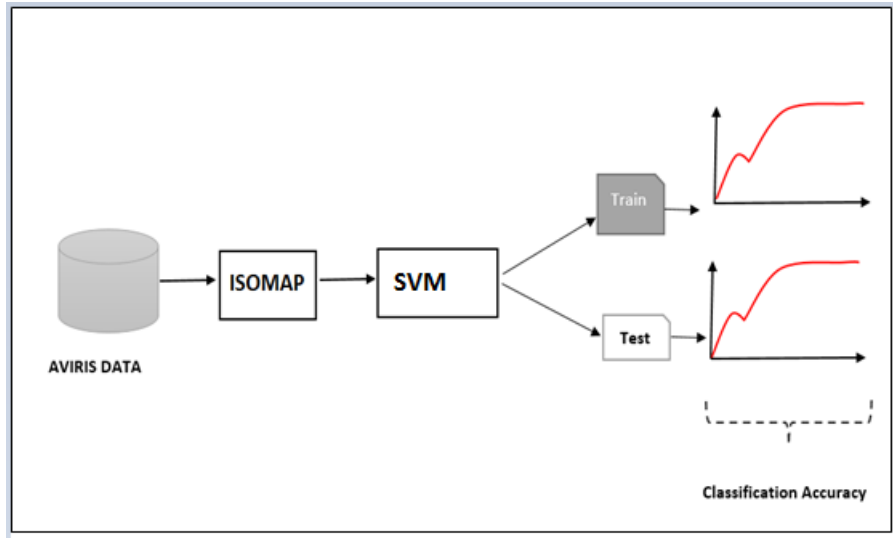 AVIRIS DATA
ISOMAP
SVM
Train
Test
Classification Accuracy